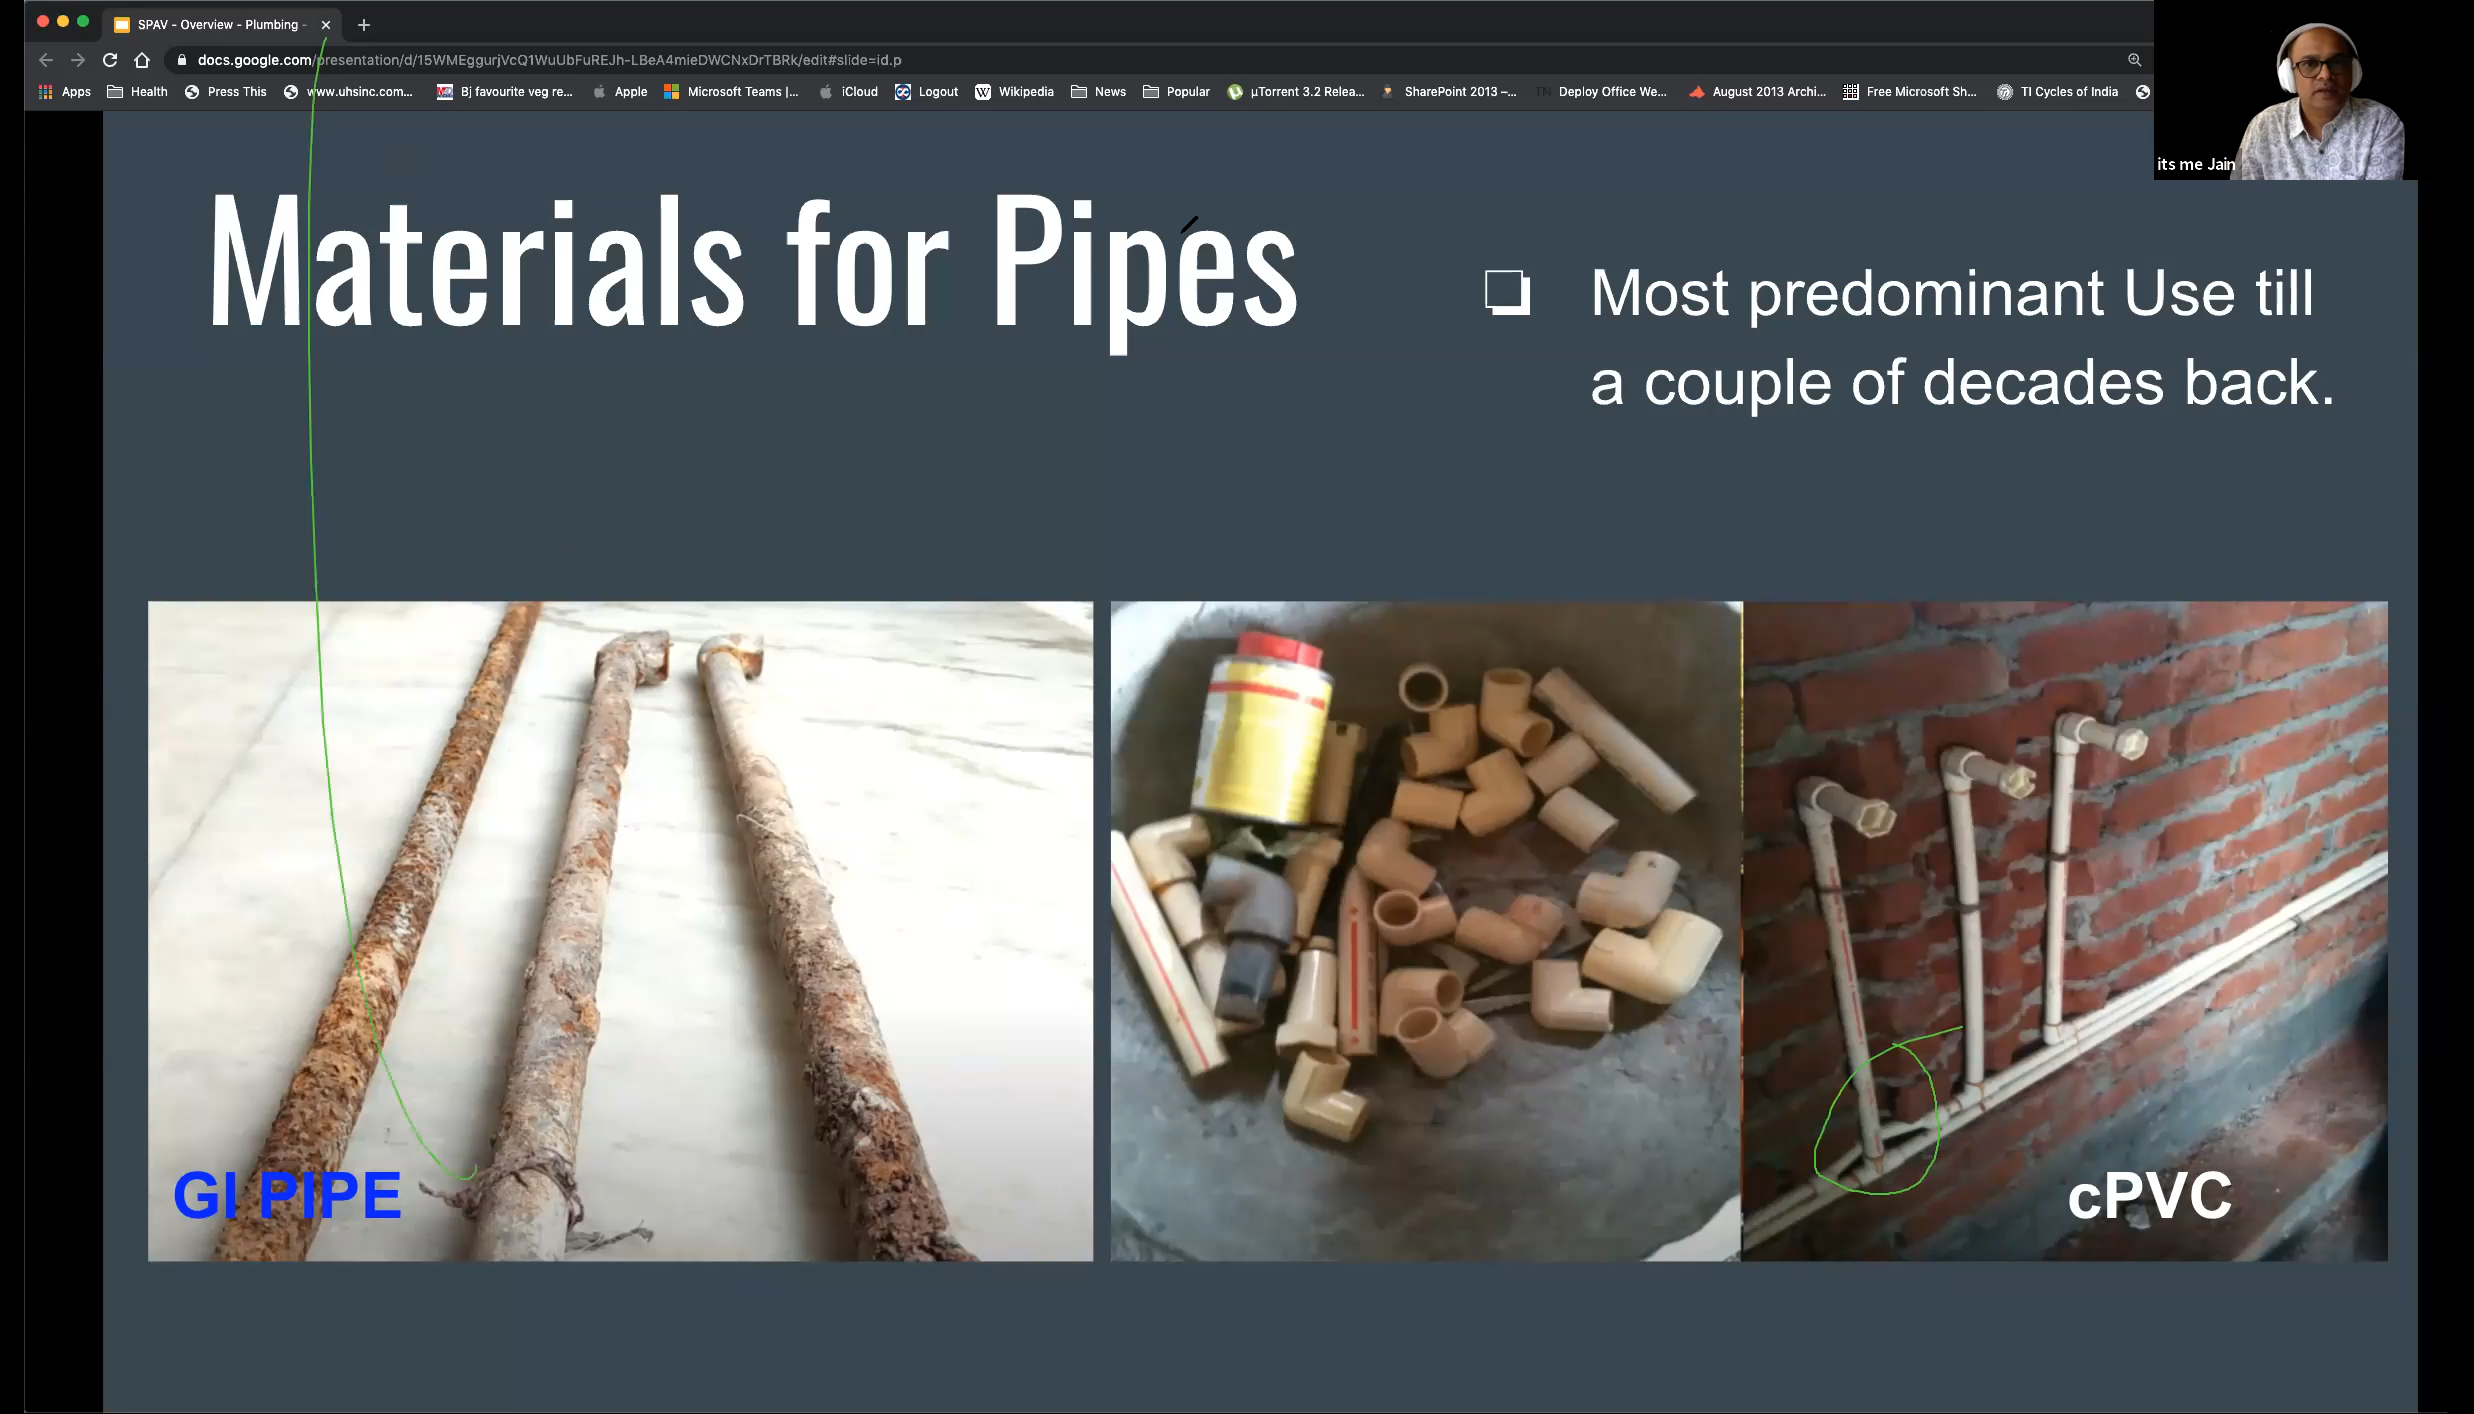 SPAV - Overview - Plumbing -
docs.google.com/presentation/d/15WMEggurjVcQ1WuUbFuREJh-LBeA4mieDWCNxDrTBRk/edit#slide=id.p
Apps Health Press This www.uhsinc.com... Bj favourite veg re... Apple Microsoft Teams |... iCloud Logout Wikipedia News Popular µTorrent 3.2 Relea... SharePoint 2013 –... TN Deploy Office We... August 2013 Archi... Free Microsoft Sh... TI Cycles of India
its me Jain
Materials for Pipes
❏ Most predominant Use till
a couple of decades back.
GI PIPE
cPVC